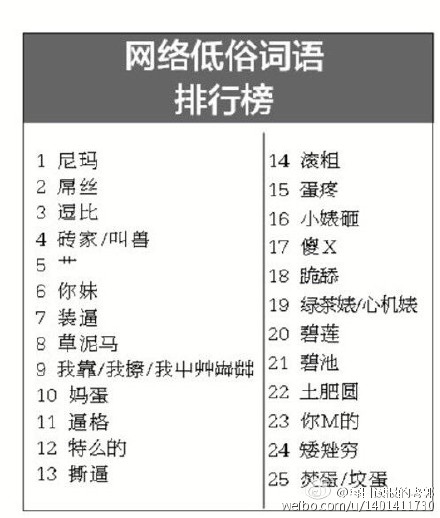 网络低俗词语
排行榜
1 尼玛
2 屌丝
3 逗比
4 砖家/叫兽
5 艹
6 你妹
7 装逼
8 草泥马
9 我靠/我擦/我屮艸芔茻
10 妈蛋
11 逼格
12 特么的
13 撕逼
14 滚粗
15 蛋疼
16 小婊砸
17 傻X
18 跪舔
19 绿茶婊/心机婊
20 碧莲
21 碧池
22 土肥圆
23 你M的
24 矮矬穷
25 焚蛋/坟蛋
weibo.com/u/1401411730